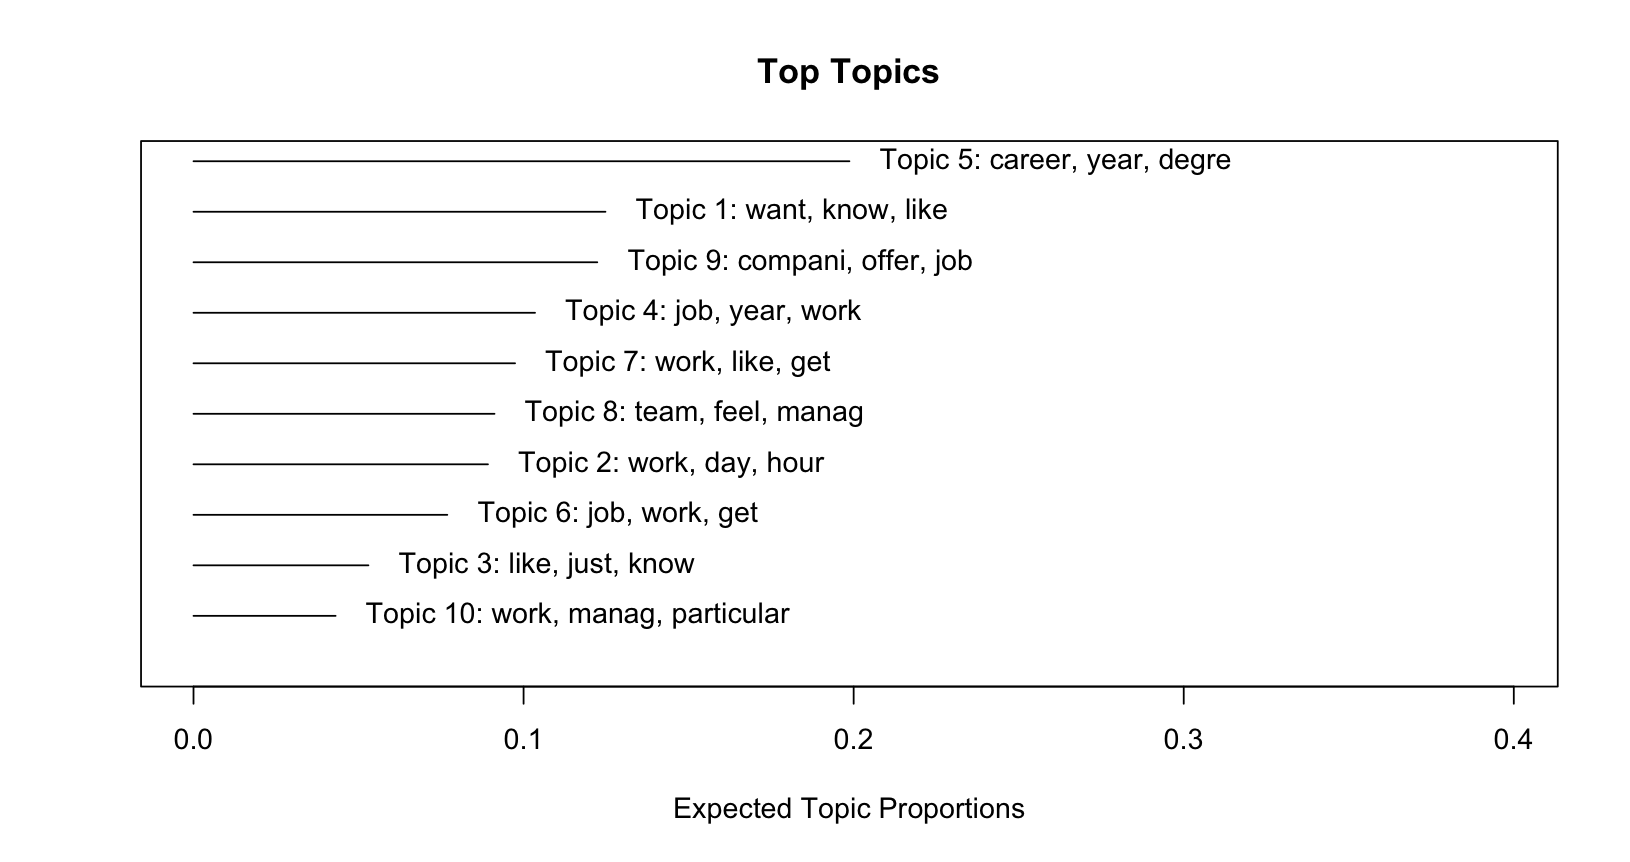 Top Topics
Topic 5: career, year, degre
Topic 1: want, know, like
Topic 9: compani, offer, job
Topic 4: job, year, work
Topic 7: work, like, get
Topic 8: team, feel, manag
Topic 2: work, day, hour
Topic 6: job, work, get
Topic 3: like, just, know
Topic 10: work, manag, particular
0.0 0.1 0.2 0.3 0.4
Expected Topic Proportions